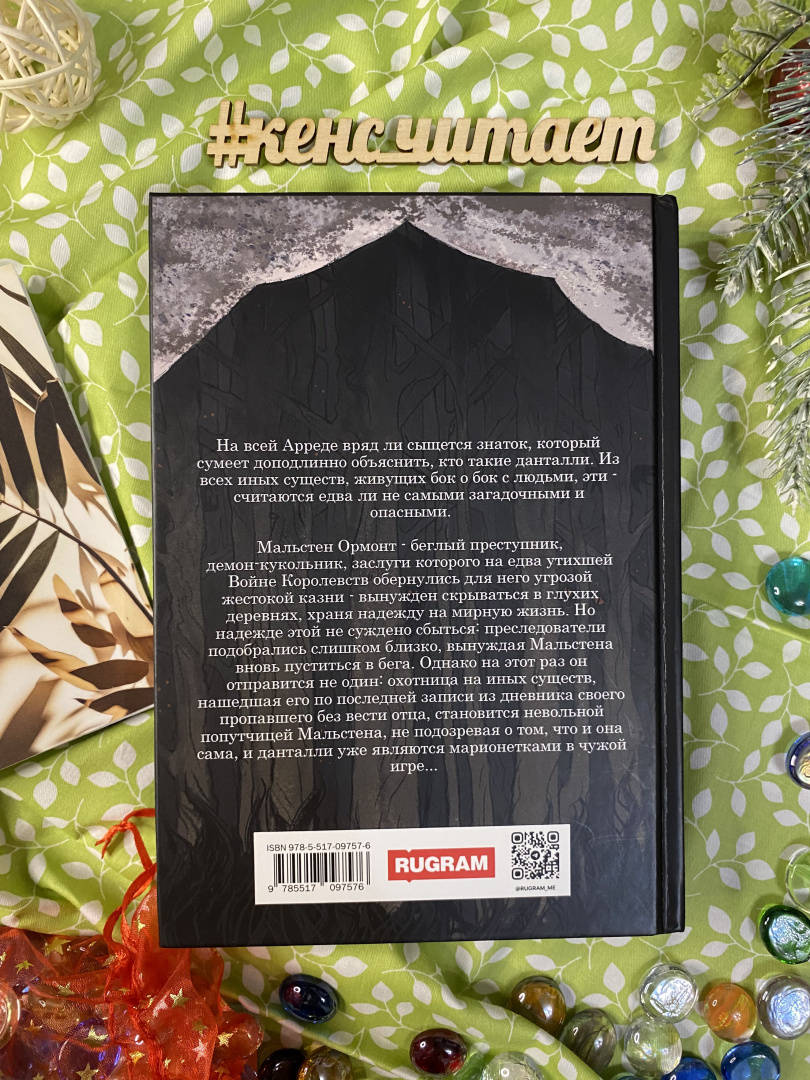 #кенс_читает
На всей Арреде вряд ли сыщется знаток, который
сумеет доподлинно объяснить, кто такие данталли. Из
всех иных существ, живущих бок о бок с людьми, эти -
считаются едва ли не самыми загадочными и
опасными.
Мальстен Ормонт - беглый преступник,
демон-кукольник, заслуги которого на едва утихшей
Войне Королевств обернулись для него угрозой
жестокой казни - вынужден скрываться в глухих
деревнях, храня надежду на мирную жизнь. Но
надежде этой не суждено сбыться: преследователи
подобрались слишком близко, вынуждая Мальстена
вновь пуститься в бега. Однако на этот раз он
отправится не один: охотница на иных существ,
нашедшая его по последней записи из дневника своего
пропавшего без вести отца, становится невольной
попутчицей Мальстена, не подозревая о том, что и она
сама, и данталли уже являются марионетками в чужой
игре...
ISBN 978-5-517-09757-6
9 785517 097576
RUGRAM
@RUGRAM_ME